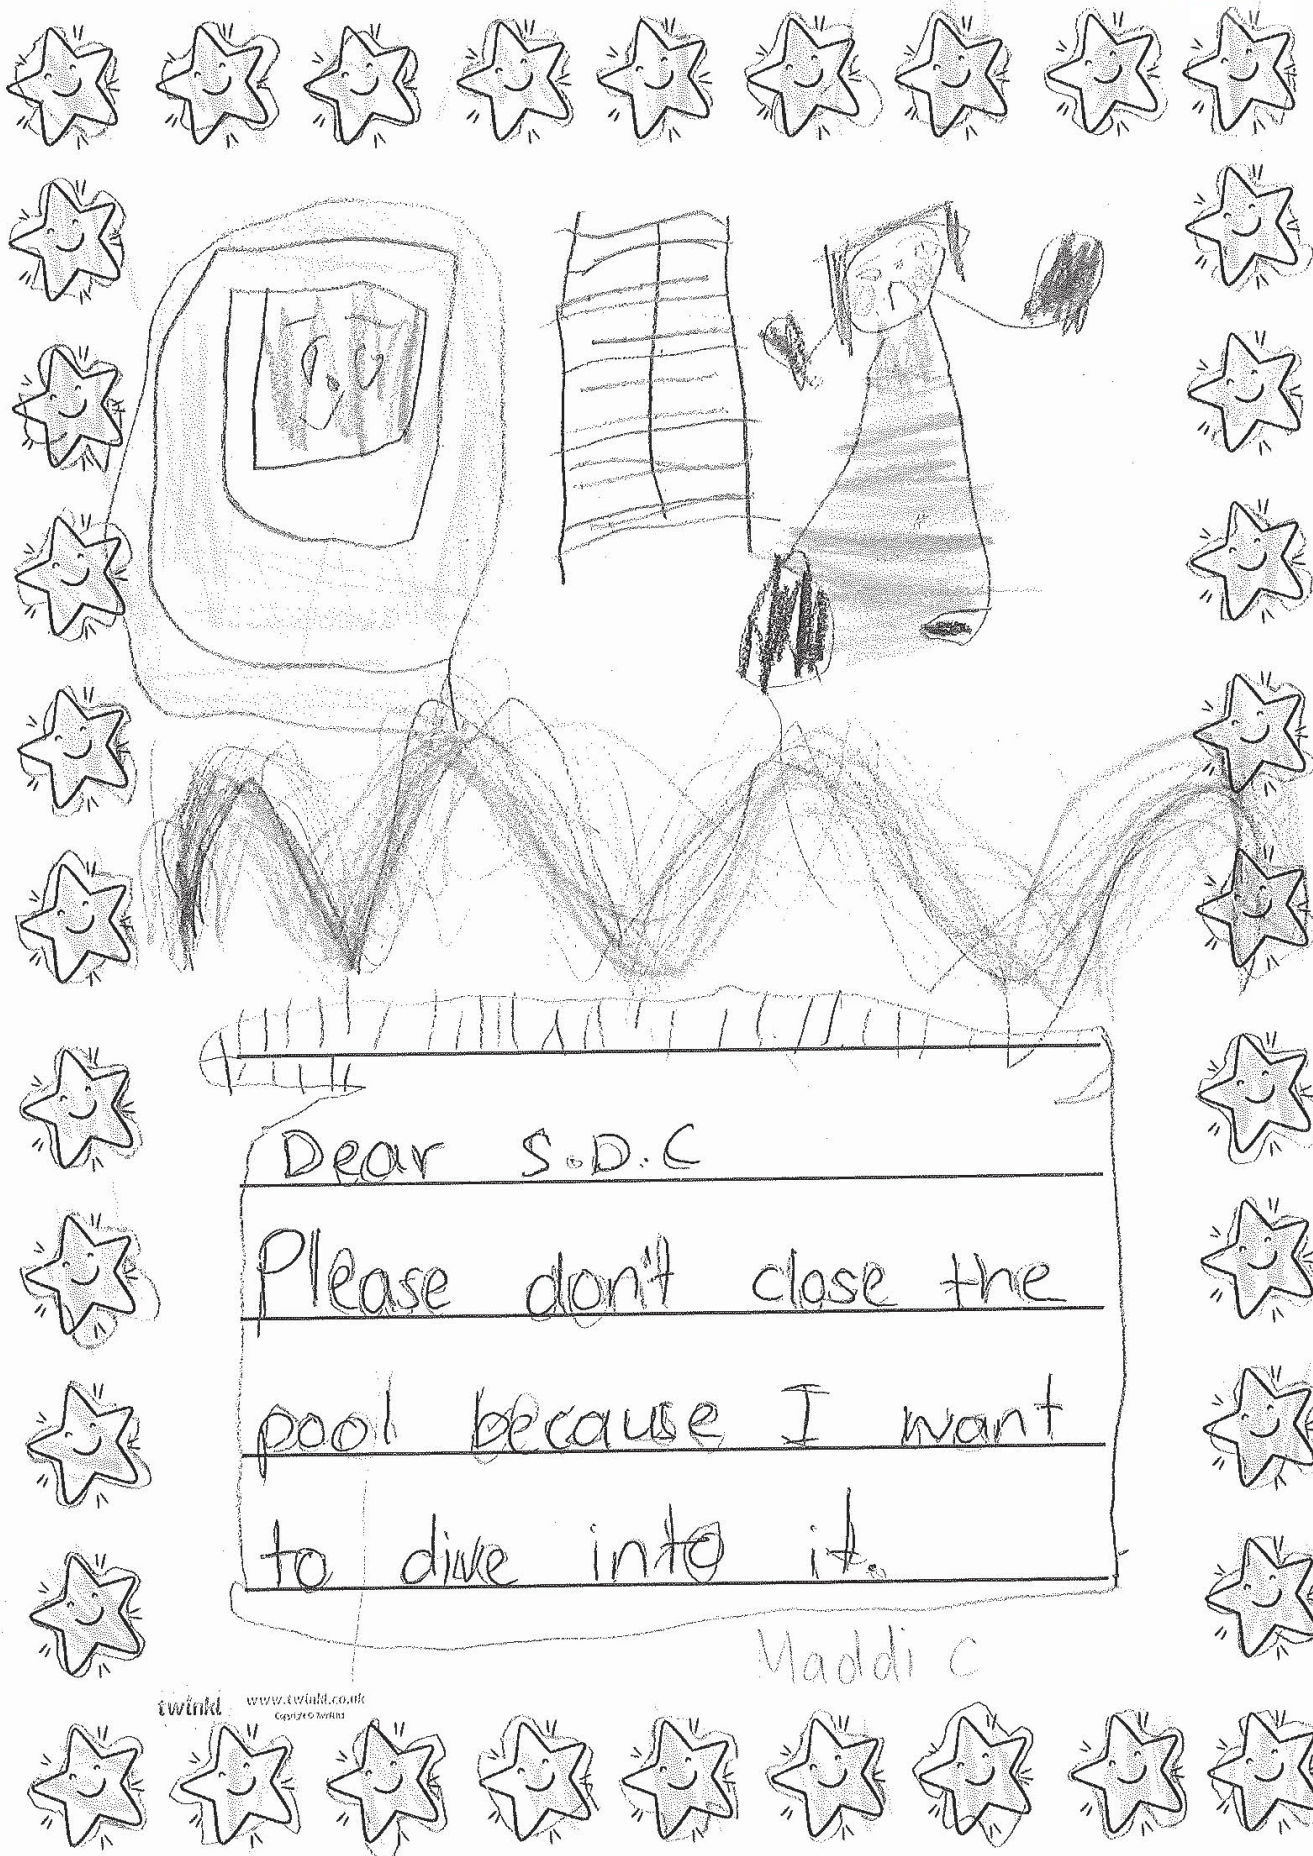 Dear S.D.C
Please don't close the
pool because I want
to dive into it.
Maddi C
twinkl www.twinkl.co.uk